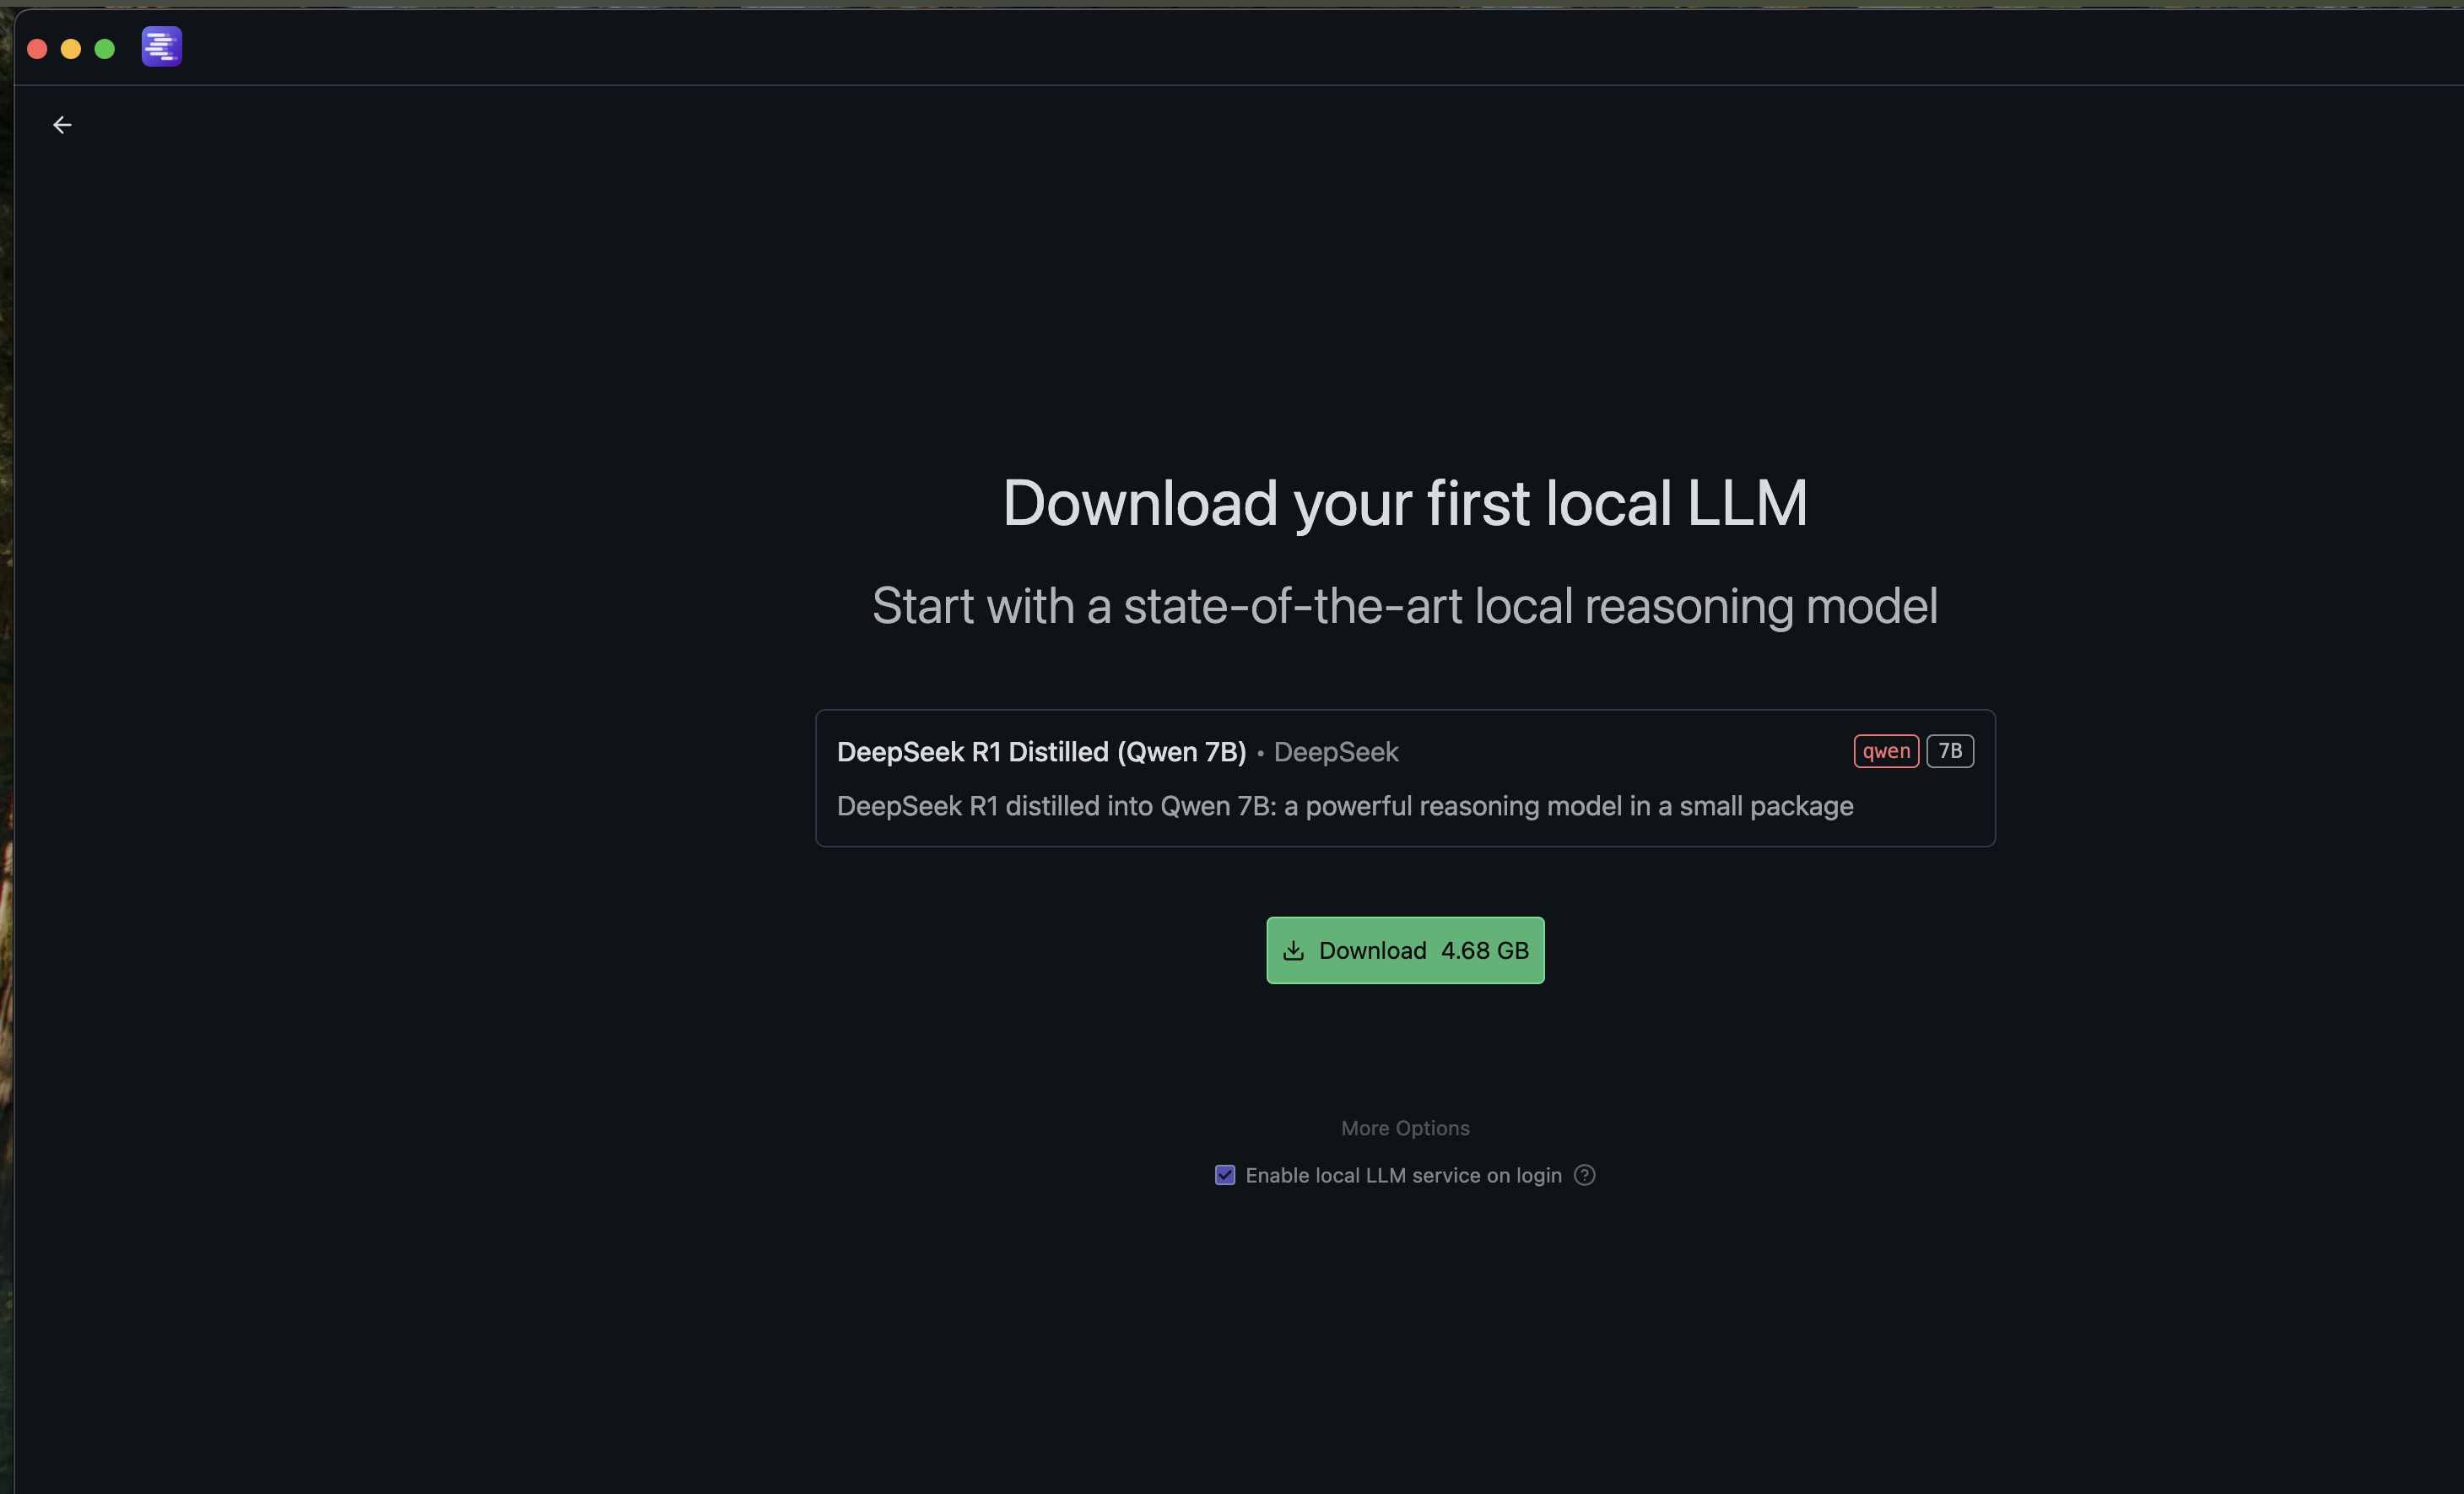 Download your first local LLM
Start with a state-of-the-art local reasoning model
DeepSeek R1 Distilled (Qwen 7B) • DeepSeek qwen 7B
DeepSeek R1 distilled into Qwen 7B: a powerful reasoning model in a small package
Download 4.68 GB
More Options
Enable local LLM service on login ?